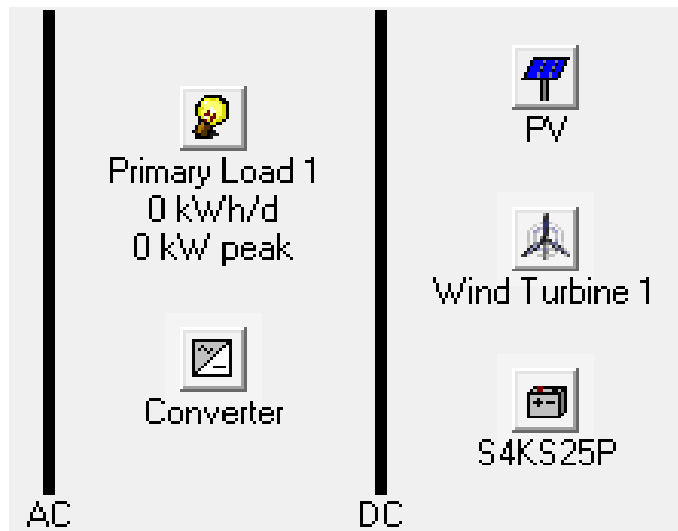 Primary Load 1
0 kWh/d
0 kW peak
Converter
AC
PV
Wind Turbine 1
S4KS25P
DC